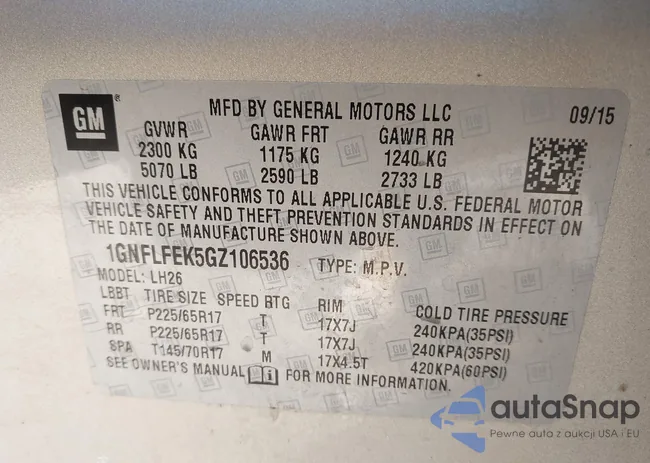 GM
MFD BY GENERAL MOTORS LLC 09/15
GVWR GAWR FRT GAWR RR
2300 KG 1175 KG 1240 KG
5070 LB 2590 LB 2733 LB
THIS VEHICLE CONFORMS TO ALL APPLICABLE U.S. FEDERAL MOTOR
VEHICLE SAFETY AND THEFT PREVENTION STANDARDS IN EFFECT ON
THE DATE OF MANUFACTURE SHOWN ABOVE.
1GNFLFEK5GZ106536 TYPE: M.P.V.
MODEL: LH26
LBBT TIRE SIZE SPEED RTG RIM COLD TIRE PRESSURE
FRT P225/65R17 T 17X7J 240KPA(35PSI)
RR P225/65R17 T 17X7J 240KPA(35PSI)
SPA T145/70R17 M 17X4.5T 420KPA(60PSI)
SEE OWNER'S MANUAL FOR MORE INFORMATION.
autaSnap
Pewne auta z aukcji USA i EU